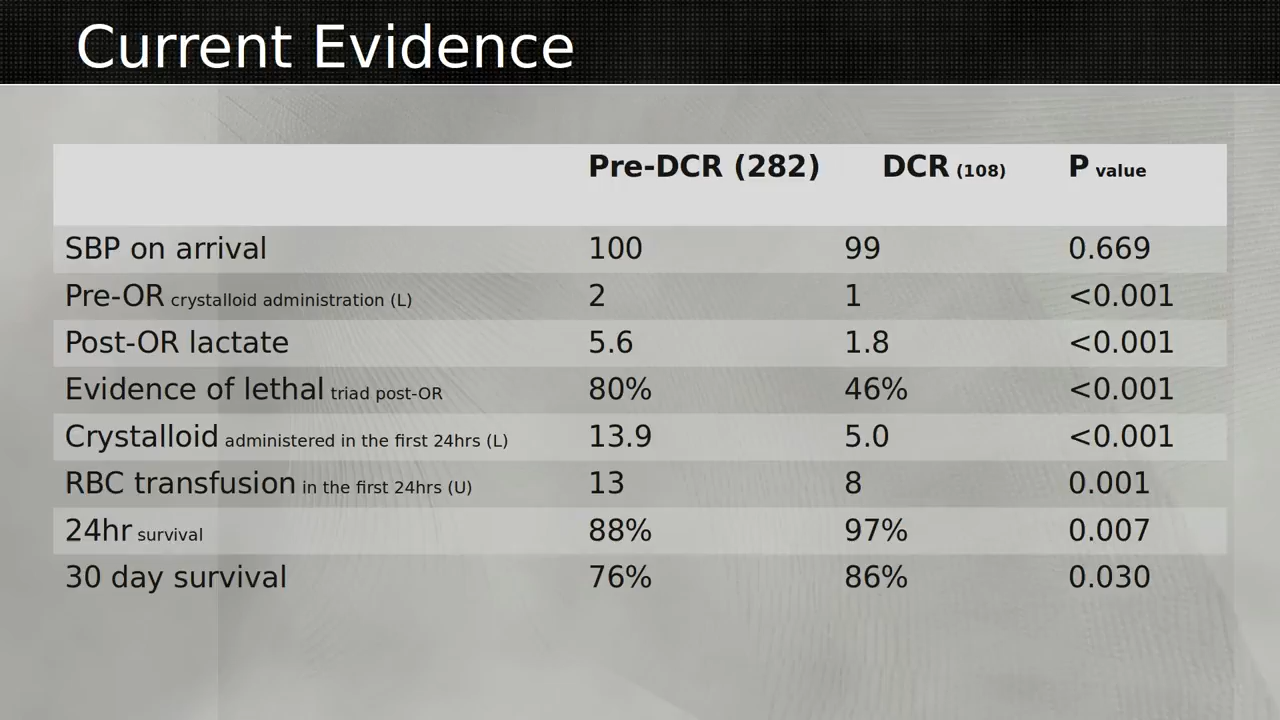 Current Evidence
Pre-DCR (282) DCR (108) P value
SBP on arrival 100 99 0.669
Pre-OR crystalloid administration (L) 2 1 <0.001
Post-OR lactate 5.6 1.8 <0.001
Evidence of lethal triad post-OR 80% 46% <0.001
Crystalloid administered in the first 24hrs (L) 13.9 5.0 <0.001
RBC transfusion in the first 24hrs (U) 13 8 0.001
24hr survival 88% 97% 0.007
30 day survival 76% 86% 0.030